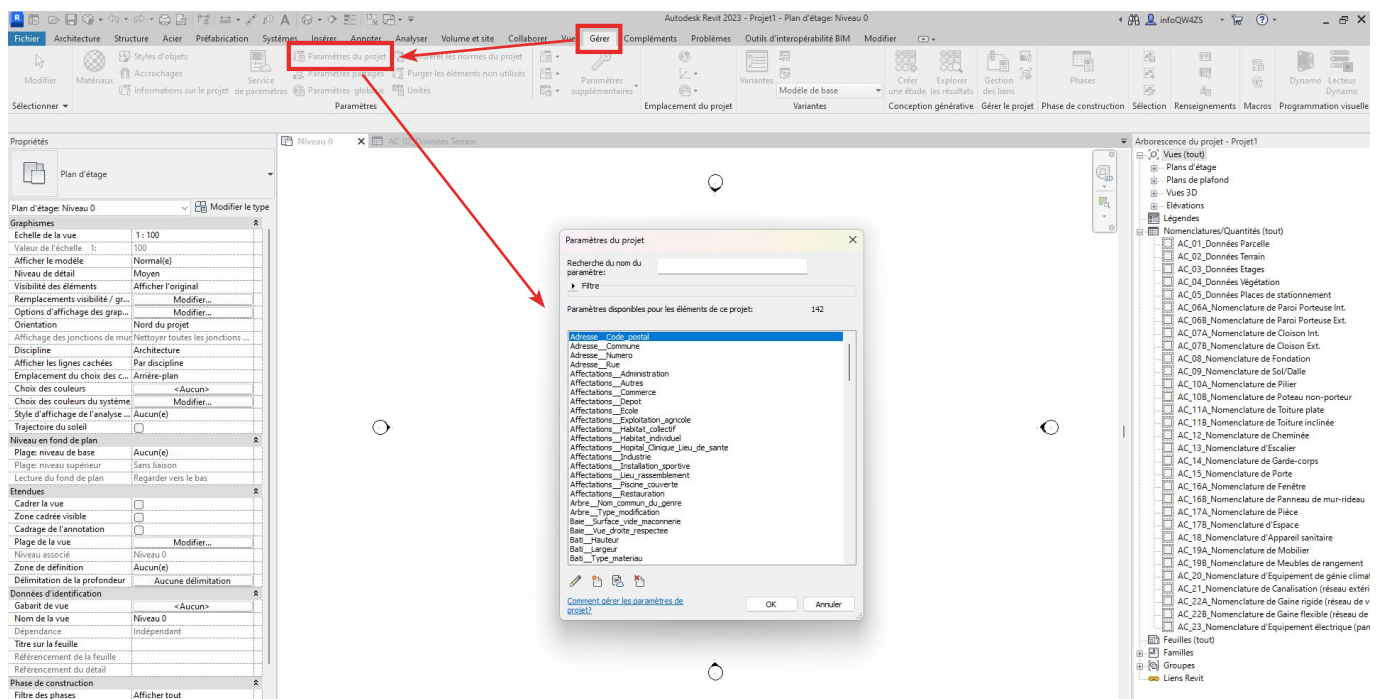 Autodesk Revit 2023 - Projet1 - Plan d'étage: Niveau 0
infoQW4ZS
Fichier Architecture Structure Acier Préfabrication Systèmes Insérer Annoter Analyser Volume et site Collaborer Vue Gérer Compléments Problèmes Outils d'interopérabilité BIM Modifier
Modifier
Matériaux
Styles d'objets
Accrochages
Informations sur le projet
Service de paramètres
Paramètres du projet
Paramètres partagés
Paramètres globaux
Transférer les normes du projet
Purger les éléments non utilisés
Unités
Paramètres supplémentaires
Variantes
Modèle de base
Créer une étude
Explorer les résultats
Gestion des liens
Phases
Dynamo
Lecteur Dynamo
Sélectionner
Paramètres
Emplacement du projet
Variantes
Conception générative
Gérer le projet
Phase de construction
Sélection
Renseignements
Macros
Programmation visuelle
Propriétés
Plan d'étage
Plan d'étage: Niveau 0
Modifier le type
Graphismes
Echelle de la vue 1 : 100
Valeur de l'échelle 1: 100
Afficher le modèle Normal(e)
Niveau de détail Moyen
Visibilité des éléments Afficher l'original
Remplacements visibilité / gr... Modifier...
Options d'affichage des grap... Modifier...
Orientation Nord du projet
Affichage des jonctions de mur Nettoyer toutes les jonctions ...
Discipline Architecture
Afficher les lignes cachées Par discipline
Emplacement du choix des c... Arrière-plan
Choix des couleurs <Aucun>
Choix des couleurs du système Modifier...
Style d'affichage de l'analyse ... Aucun(e)
Trajectoire du soleil
Niveau en fond de plan
Plage: niveau de base Aucun(e)
Plage: niveau supérieur Sans liaison
Lecture du fond de plan Regarder vers le bas
Etendues
Cadrer la vue
Zone cadrée visible
Cadrage de l'annotation
Plage de la vue Modifier...
Niveau associé Niveau 0
Zone de définition Aucun(e)
Délimitation de la profondeur Aucune délimitation
Données d'identification
Gabarit de vue <Aucun>
Nom de la vue Niveau 0
Dépendance Indépendant
Titre sur la feuille
Référencement de la feuille
Référencement du détail
Phase de construction
Filtre des phases Afficher tout
Niveau 0
AC_02_Données Terrain
2D
Paramètres du projet
Recherche du nom du paramètre:
Filtre
Paramètres disponibles pour les éléments de ce projet: 142
Adresse__Code_postal
Adresse__Commune
Adresse__Numero
Adresse__Rue
Affectations__Administration
Affectations__Autres
Affectations__Commerce
Affectations__Depot
Affectations__Ecole
Affectations__Exploitation_agricole
Affectations__Habitat_collectif
Affectations__Habitat_individuel
Affectations__Hopital_Clinique_Lieu_de_sante
Affectations__Industrie
Affectations__Installation_sportive
Affectations__Lieu_rassemblement
Affectations__Piscine_couverte
Affectations__Restauration
Arbre__Nom_commun_du_genre
Arbre__Type_modification
Baie__Surface_vide_maconnerie
Baie__Vue_droite_respectee
Bati__Hauteur
Bati__Largeur
Bati__Type_materiau
Comment gérer les paramètres de projet?
OK
Annuler
Arborescence du projet - Projet1
Vues (tout)
Plans d'étage
Plans de plafond
Vues 3D
Elévations
Légendes
Nomenclatures/Quantités (tout)
AC_01_Données Parcelle
AC_02_Données Terrain
AC_03_Données Etages
AC_04_Données Végétation
AC_05_Données Places de stationnement
AC_06A_Nomenclature de Paroi Porteuse Int.
AC_06B_Nomenclature de Paroi Porteuse Ext.
AC_07A_Nomenclature de Cloison Int.
AC_07B_Nomenclature de Cloison Ext.
AC_08_Nomenclature de Fondation
AC_09_Nomenclature de Sol/Dalle
AC_10A_Nomenclature de Pilier
AC_10B_Nomenclature de Poteau non-porteur
AC_11A_Nomenclature de Toiture plate
AC_11B_Nomenclature de Toiture inclinée
AC_12_Nomenclature de Cheminée
AC_13_Nomenclature d'Escalier
AC_14_Nomenclature de Garde-corps
AC_15_Nomenclature de Porte
AC_16A_Nomenclature de Fenêtre
AC_16B_Nomenclature de Panneau de mur-rideau
AC_17A_Nomenclature de Pièce
AC_17B_Nomenclature d'Espace
AC_18_Nomenclature d'Appareil sanitaire
AC_19A_Nomenclature de Mobilier
AC_19B_Nomenclature de Meubles de rangement
AC_20_Nomenclature d'Equipement de génie climat
AC_21_Nomenclature de Canalisation (réseau extéri
AC_22A_Nomenclature de Gaine rigide (réseau de v
AC_22B_Nomenclature de Gaine flexible (réseau de
AC_23_Nomenclature d'Equipement électrique (pan
Feuilles (tout)
Familles
Groupes
Liens Revit